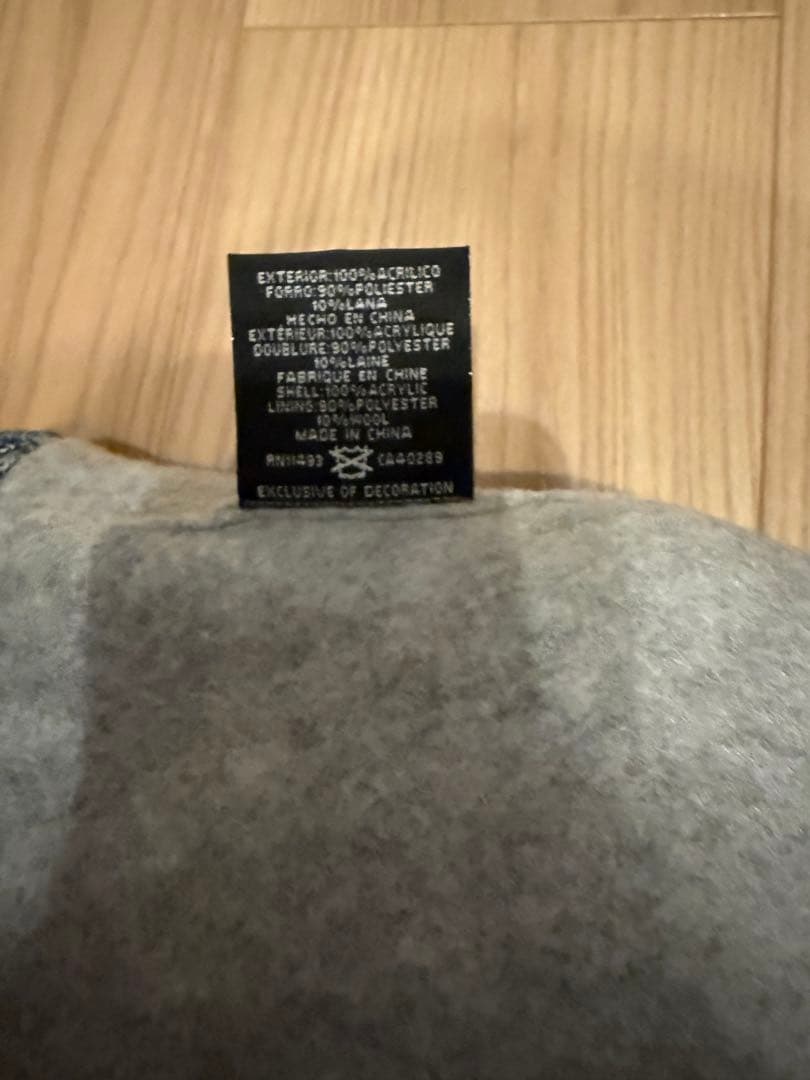 EXTERIOR:100%ACRILICO
FORRO:90%POLIESTER
10%LANA
HECHO EN CHINA
EXTÉRIEUR:100%ACRYLIQUE
DOUBLURE:90%POLYESTER
10%LAINE
FABRIQUE EN CHINE
SHELL:100%ACRYLIC
LINING:90%POLYESTER
10%WOOL
MADE IN CHINA
RN11493 CA40289
EXCLUSIVE OF DECORATION